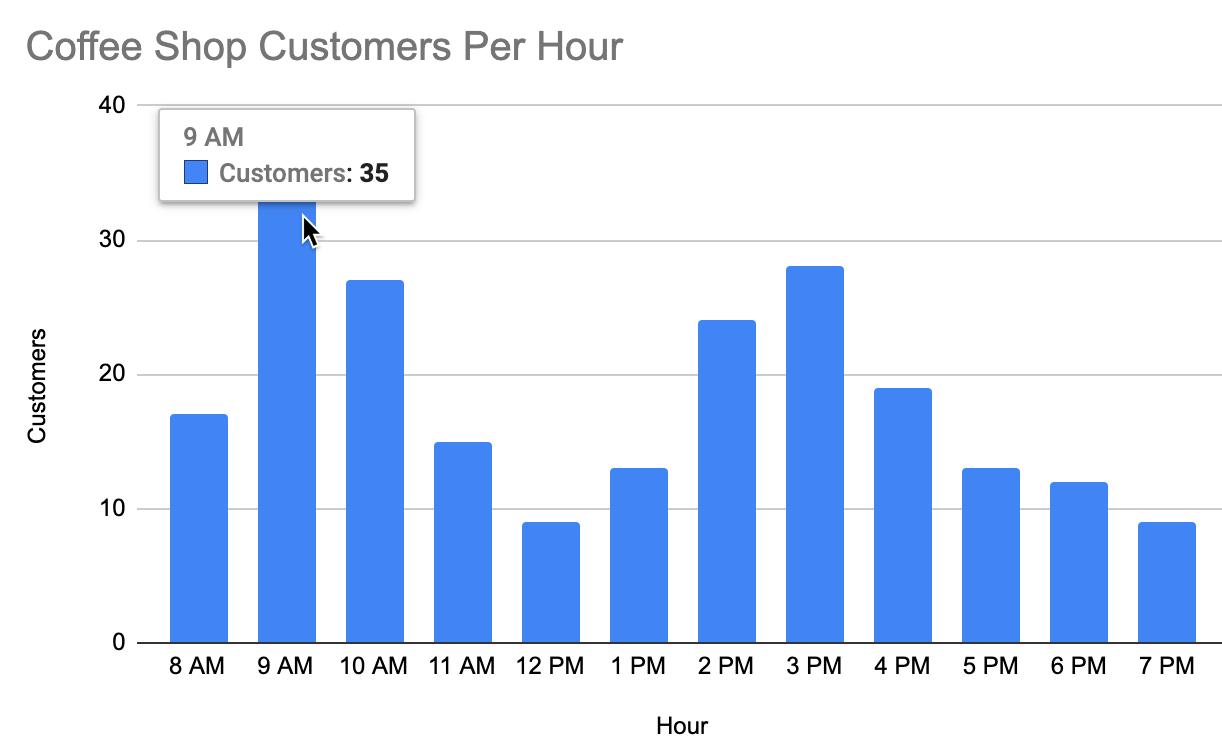 Coffee Shop Customers Per Hour
40
9 AM
Customers: 35
30
20
10
0
Customers
8 AM 9 AM 10 AM 11 AM 12 PM 1 PM 2 PM 3 PM 4 PM 5 PM 6 PM 7 PM
Hour